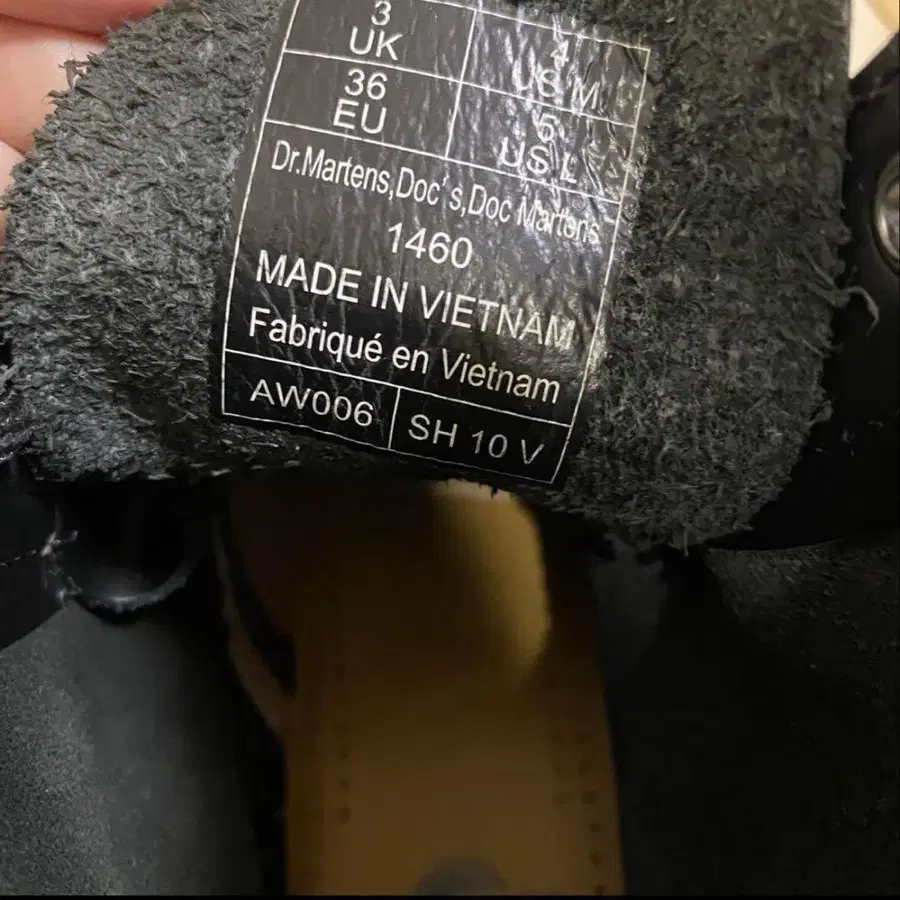 3
UK
4
US M
36
EU
5
US L
Dr.Martens,Doc's,Doc Martens
1460
MADE IN VIETNAM
Fabriqué en Vietnam
AW006
SH 10 V